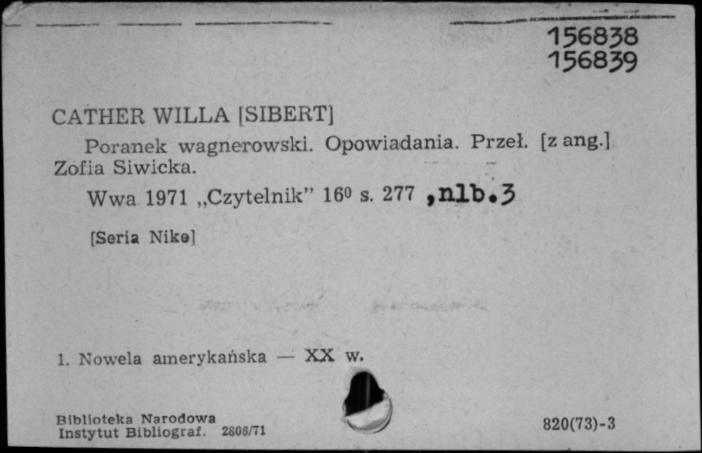 156838
156839
CATHER WILLA [SIBERT]
Poranek wagnerowski. Opowiadania. Przeł. [z ang.]
Zofia Siwicka.
Wwa 1971 „Czytelnik” 16⁰ s. 277 ,nlb.3
[Seria Nike]
1. Nowela amerykańska — XX w.
Biblioteka Narodowa
Instytut Bibliograf. 2806/71
820(73)-3